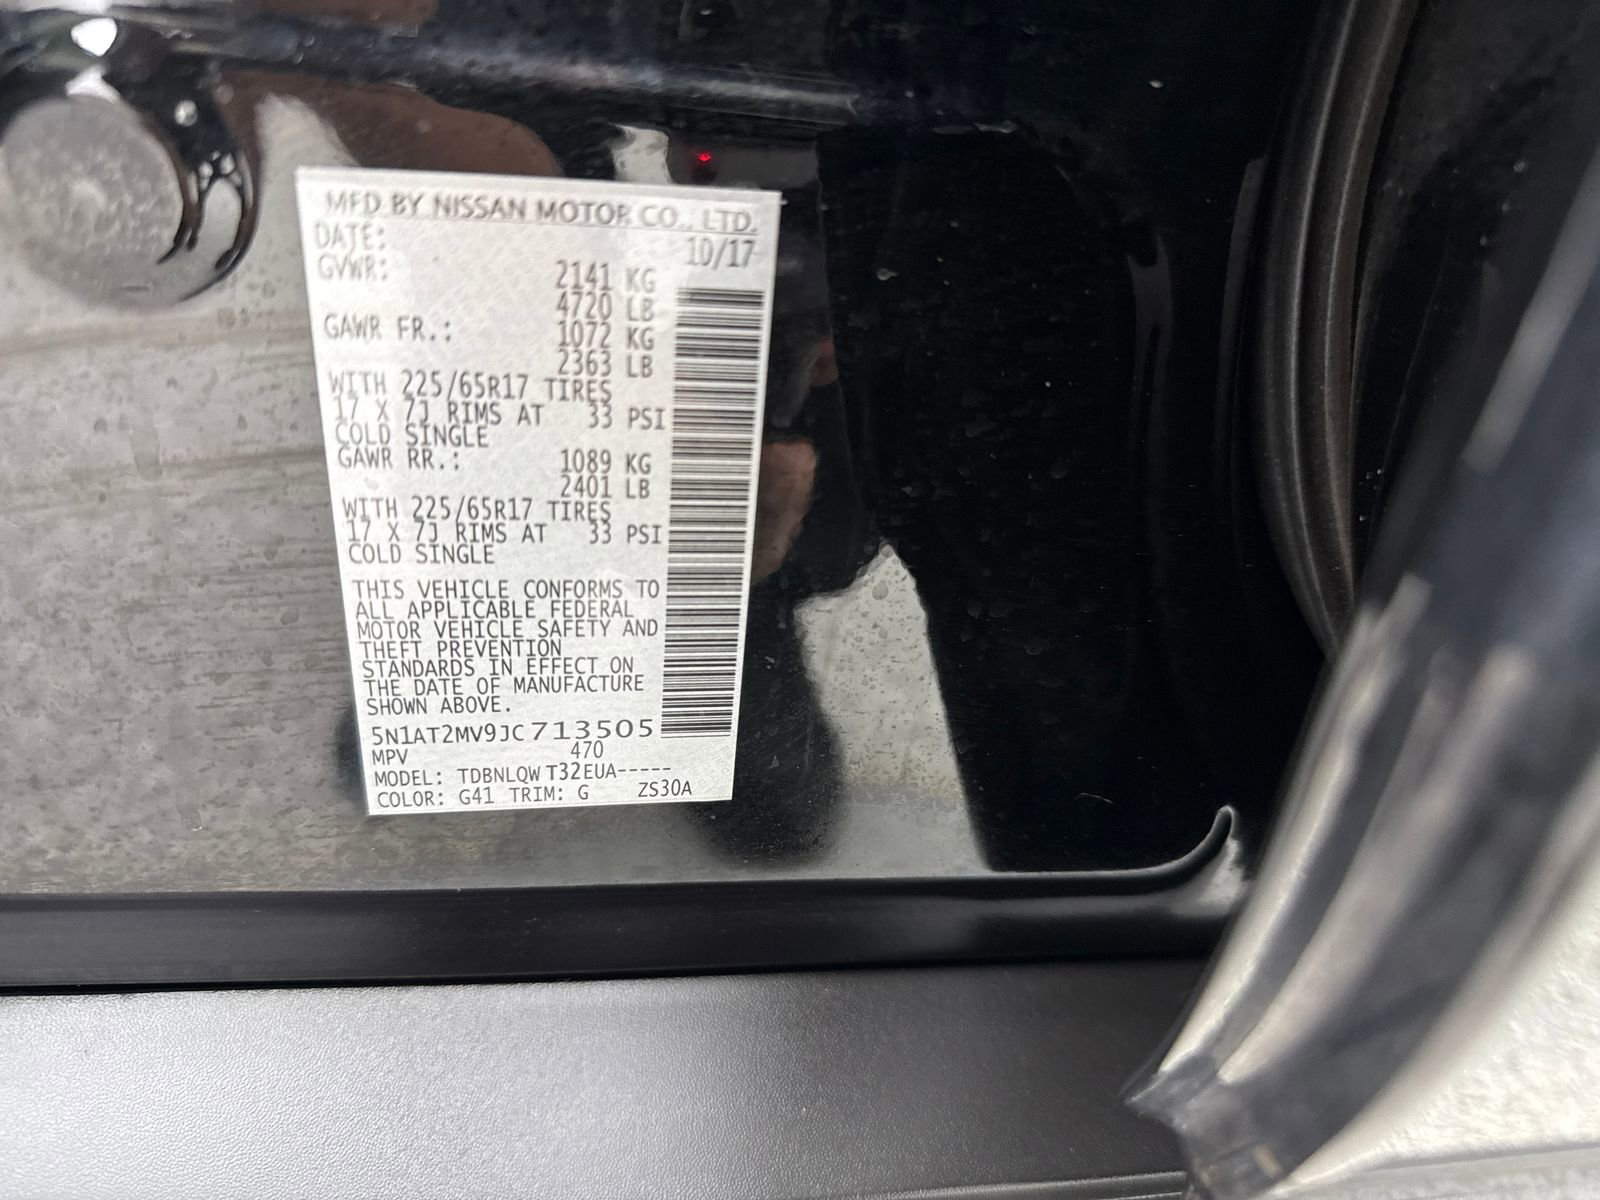 MFD BY NISSAN MOTOR CO., LTD.
DATE: 10/17
GVWR: 2141 KG
4720 LB
GAWR FR.: 1072 KG
2363 LB
WITH 225/65R17 TIRES
17 X 7J RIMS AT 33 PSI
COLD SINGLE
GAWR RR.: 1089 KG
2401 LB
WITH 225/65R17 TIRES
17 X 7J RIMS AT 33 PSI
COLD SINGLE
THIS VEHICLE CONFORMS TO
ALL APPLICABLE FEDERAL
MOTOR VEHICLE SAFETY AND
THEFT PREVENTION
STANDARDS IN EFFECT ON
THE DATE OF MANUFACTURE
SHOWN ABOVE.
5N1AT2MV9JC713505
MPV 470
MODEL: TDBNLQW T32EUA-----
COLOR: G41 TRIM: G ZS30A